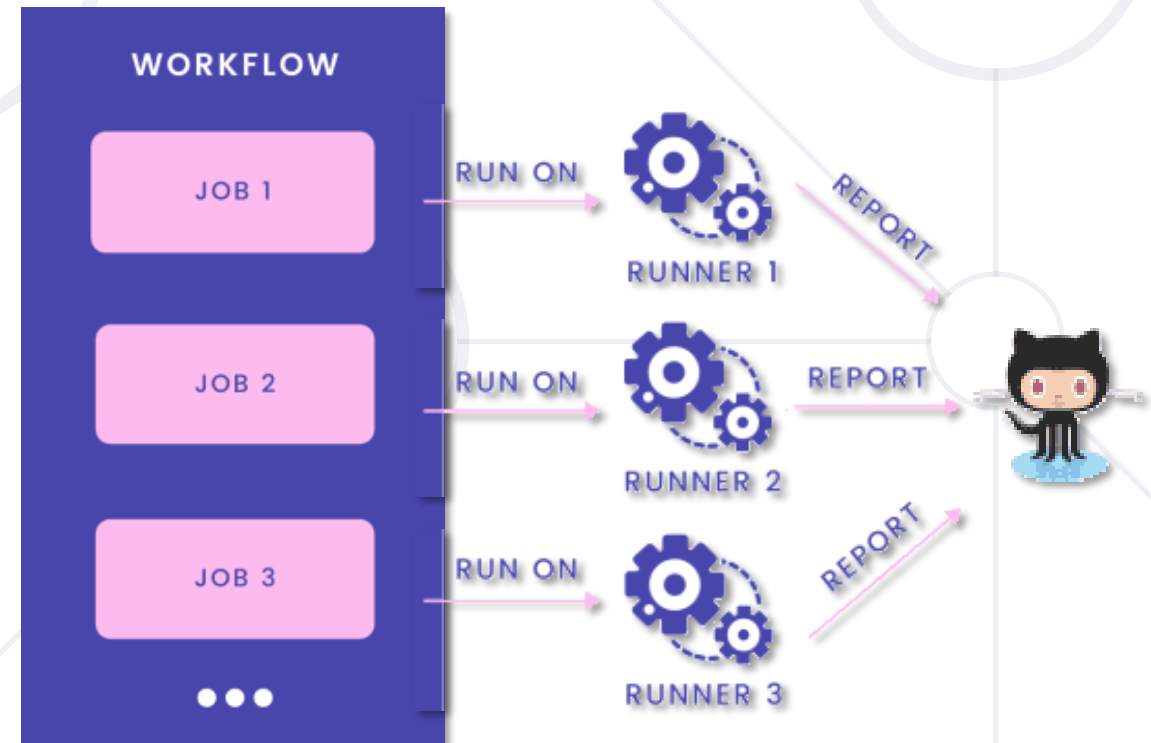 WORKFLOW
JOB 1
RUN ON
RUNNER 1
REPORT
JOB 2
RUN ON
RUNNER 2
REPORT
JOB 3
RUN ON
RUNNER 3
REPORT